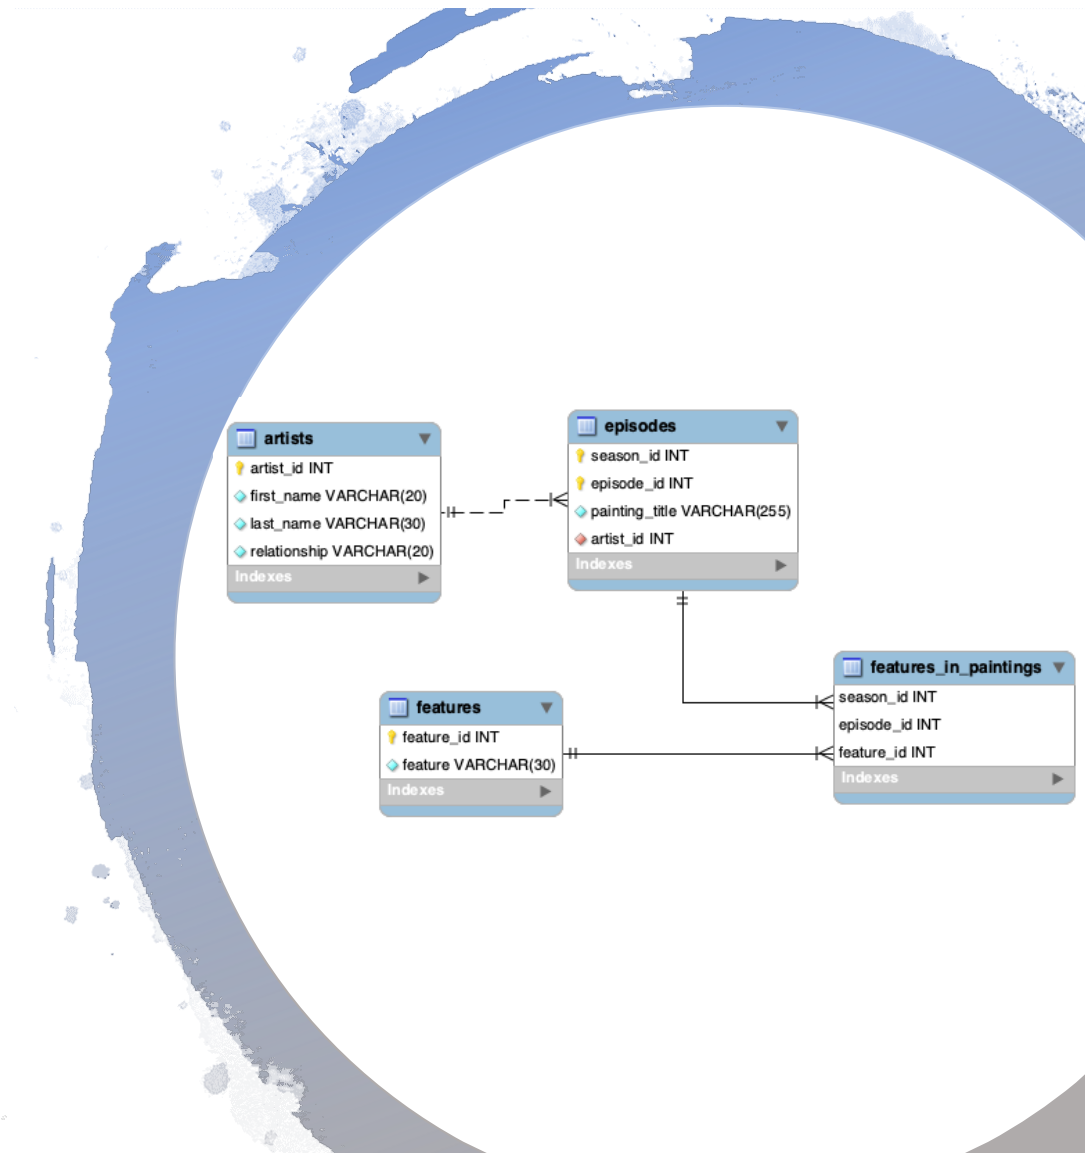 artists
artist_id INT
first_name VARCHAR(20)
last_name VARCHAR(30)
relationship VARCHAR(20)
Indexes
episodes
season_id INT
episode_id INT
painting_title VARCHAR(255)
artist_id INT
Indexes
features
feature_id INT
feature VARCHAR(30)
Indexes
features_in_paintings
season_id INT
episode_id INT
feature_id INT
Indexes